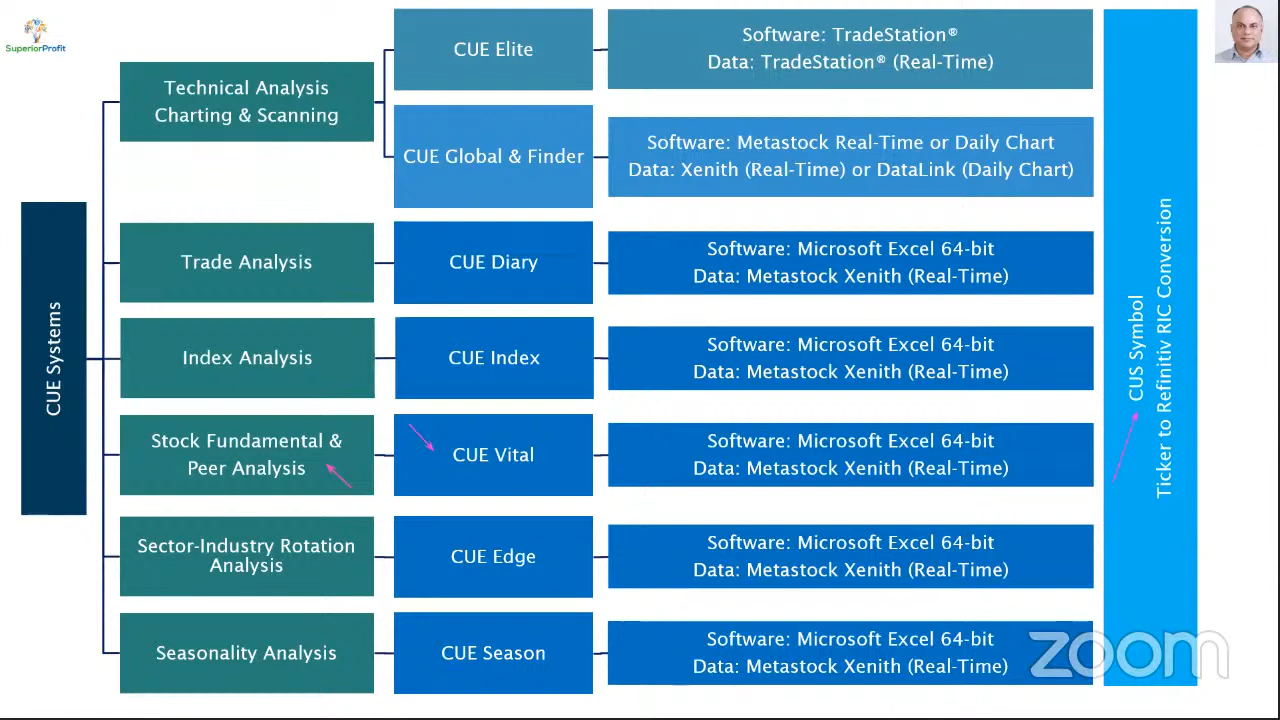 SuperiorProfit
CUE Systems
Technical Analysis
Charting & Scanning
CUE Elite
Software: TradeStation®
Data: TradeStation® (Real-Time)
CUE Global & Finder
Software: Metastock Real-Time or Daily Chart
Data: Xenith (Real-Time) or DataLink (Daily Chart)
Trade Analysis
CUE Diary
Software: Microsoft Excel 64-bit
Data: Metastock Xenith (Real-Time)
Index Analysis
CUE Index
Software: Microsoft Excel 64-bit
Data: Metastock Xenith (Real-Time)
Stock Fundamental &
Peer Analysis
CUE Vital
Software: Microsoft Excel 64-bit
Data: Metastock Xenith (Real-Time)
Sector-Industry Rotation
Analysis
CUE Edge
Software: Microsoft Excel 64-bit
Data: Metastock Xenith (Real-Time)
Seasonality Analysis
CUE Season
Software: Microsoft Excel 64-bit
Data: Metastock Xenith (Real-Time)
CUS Symbol
Ticker to Refinitiv RIC Conversion
zoom